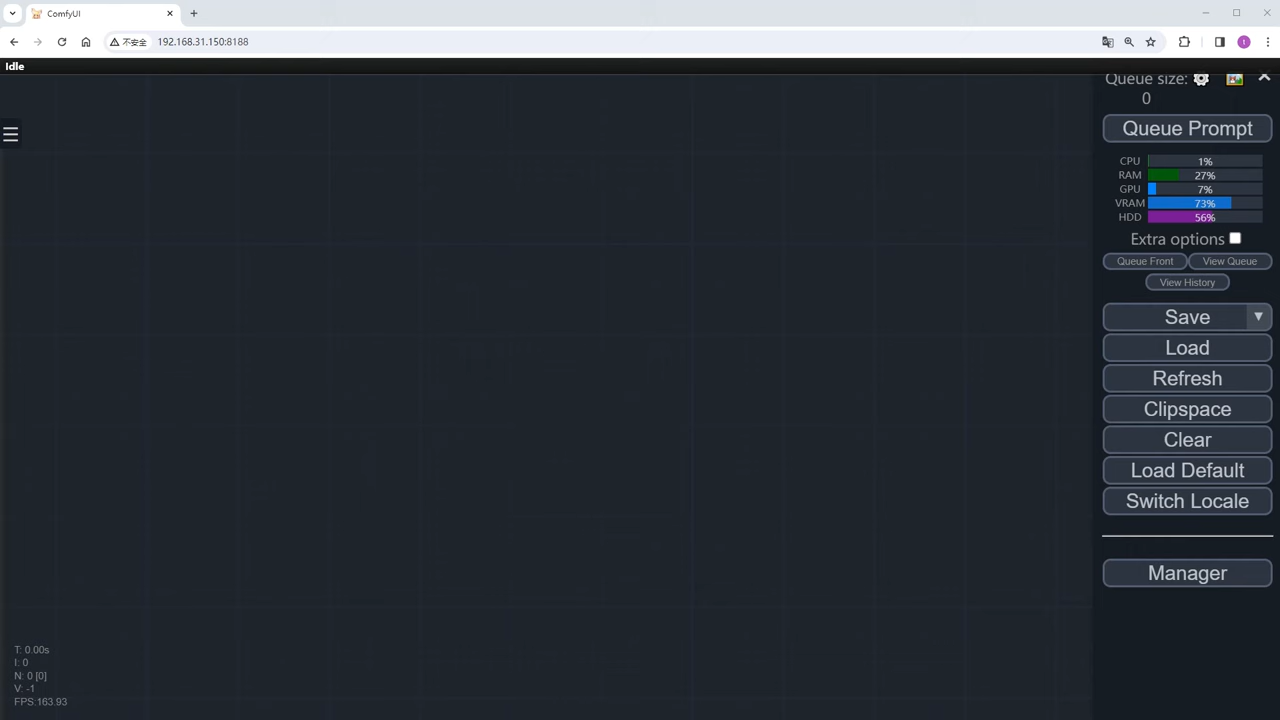 ComfyUI
不安全
192.168.31.150:8188
Idle
Queue size:
0
Queue Prompt
CPU 1%
RAM 27%
GPU 7%
VRAM 73%
HDD 56%
Extra options
Queue Front View Queue
View History
Save ▼
Load
Refresh
Clipspace
Clear
Load Default
Switch Locale
Manager
T: 0.00s
I: 0
N: 0 [0]
V: -1
FPS:163.93